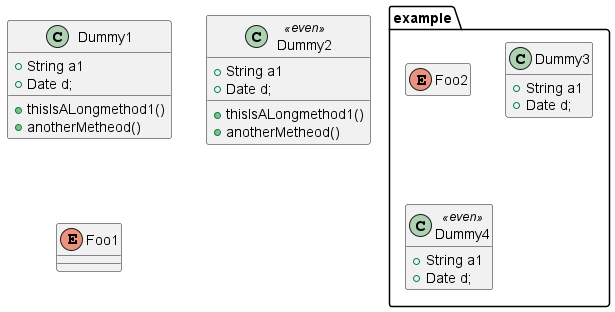 C Dummy1
String a1
Date d;
thisIsALongmethod1()
anotherMetheod()
«even»
C Dummy2
String a1
Date d;
thisIsALongmethod1()
anotherMetheod()
example
E Foo2
C Dummy3
String a1
Date d;
«even»
C Dummy4
String a1
Date d;
E Foo1